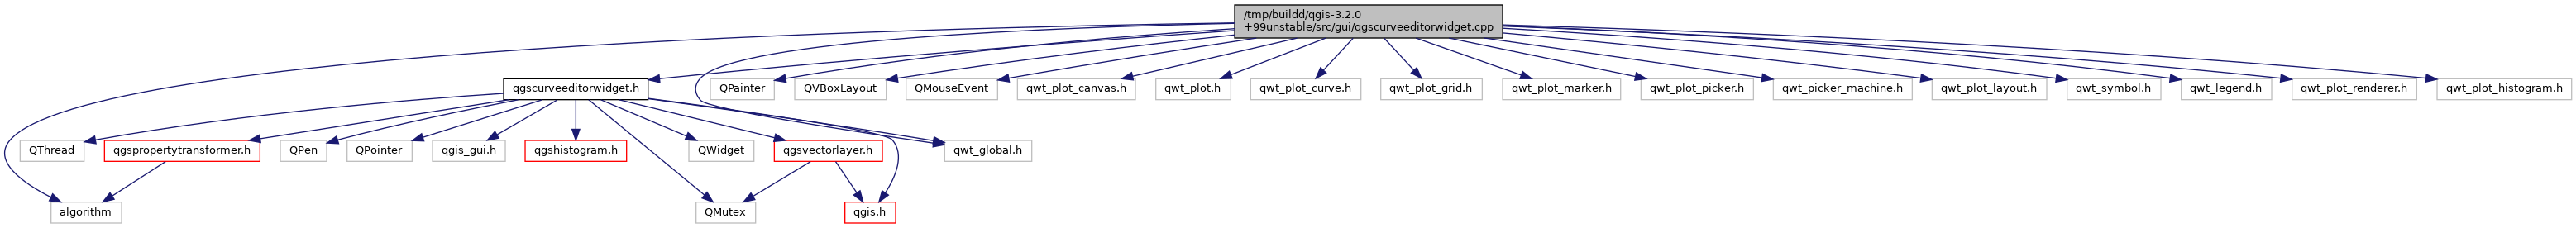 /tmp/buildd/qgis-3.2.0
+99unstable/src/gui/qgscurveeditorwidget.cpp
qgscurveeditorwidget.h
QPainter
QVBoxLayout
QMouseEvent
qwt_plot_canvas.h
qwt_plot.h
qwt_plot_curve.h
qwt_plot_grid.h
qwt_plot_marker.h
qwt_plot_picker.h
qwt_picker_machine.h
qwt_plot_layout.h
qwt_symbol.h
qwt_legend.h
qwt_plot_renderer.h
qwt_plot_histogram.h
QThread
qgspropertytransformer.h
QPen
QPointer
qgis_gui.h
qgshistogram.h
QWidget
qgsvectorlayer.h
qwt_global.h
algorithm
QMutex
qgis.h